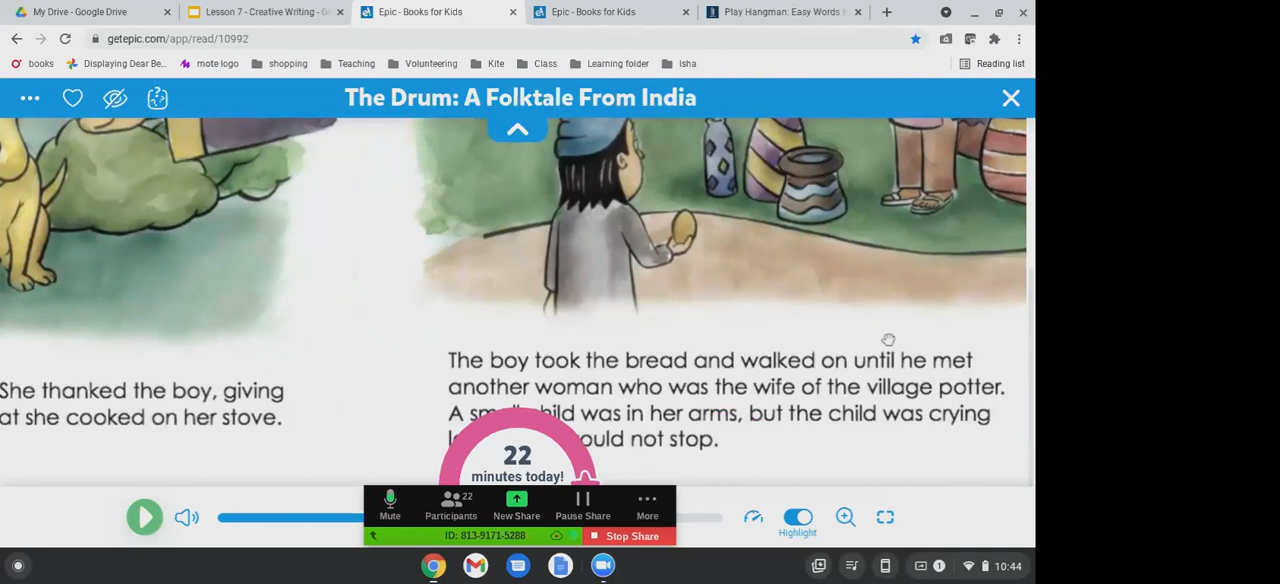 My Drive - Google Drive
Lesson 7 - Creative Writing - G
Epic - Books for Kids
Epic - Books for Kids
Play Hangman: Easy Words
getepic.com/app/read/10992
books
Displaying Dear Be...
mote logo
shopping
Teaching
Volunteering
Kite
Class
Learning folder
Isha
Reading list
The Drum: A Folktale From India
She thanked the boy, giving
at she cooked on her stove.
The boy took the bread and walked on until he met
another woman who was the wife of the village potter.
A child was in her arms, but the child was crying
ould not stop.
22
minutes today!
Mute
Participants
22
New Share
Pause Share
More
ID: 813-9171-5288
Stop Share
Highlight
1
10:44